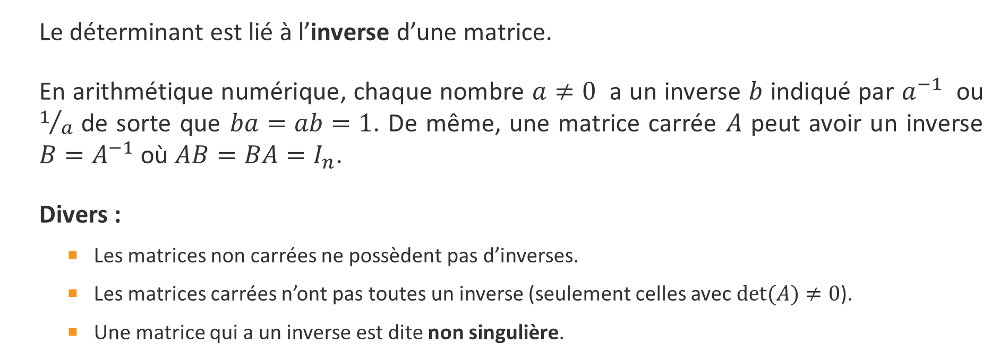 Le déterminant est lié à l’inverse d’une matrice.
En arithmétique numérique, chaque nombre a ≠ 0 a un inverse b indiqué par a⁻¹ ou
¹/ₐ de sorte que ba = ab = 1. De même, une matrice carrée A peut avoir un inverse
B = A⁻¹ où AB = BA = Iₙ.
Divers :
▪ Les matrices non carrées ne possèdent pas d’inverses.
▪ Les matrices carrées n’ont pas toutes un inverse (seulement celles avec det(A) ≠ 0).
▪ Une matrice qui a un inverse est dite non singulière.